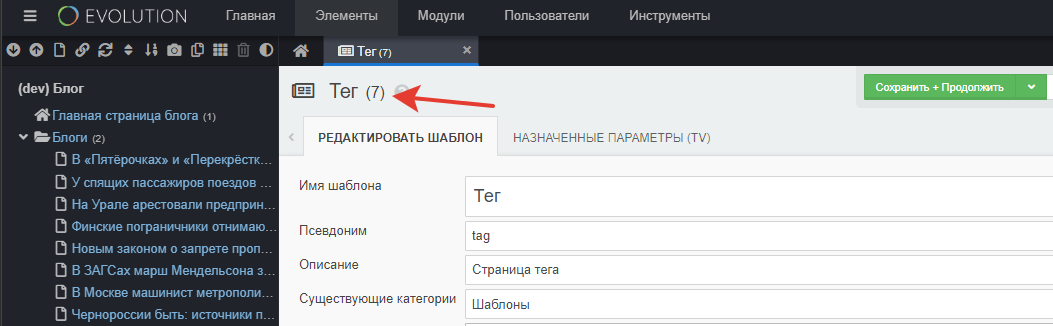 EVOLUTION Главная Элементы Модули Пользователи Инструменты
Тег (7) ×
(dev) Блог
Главная страница блога (1)
Блоги (2)
В «Пятёрочках» и «Перекрёстк...
У спящих пассажиров поездов ...
На Урале арестовали предприн...
Финские пограничники отнимаю...
Новым законом о запрете проп...
В ЗАГСах марш Мендельсона з...
В Москве машинист метрополи...
Чернороссии быть: источники п...
Тег (7)
Сохранить + Продолжить
РЕДАКТИРОВАТЬ ШАБЛОН НАЗНАЧЕННЫЕ ПАРАМЕТРЫ (TV)
Имя шаблона Тег
Псевдоним tag
Описание Страница тега
Существующие категории Шаблоны